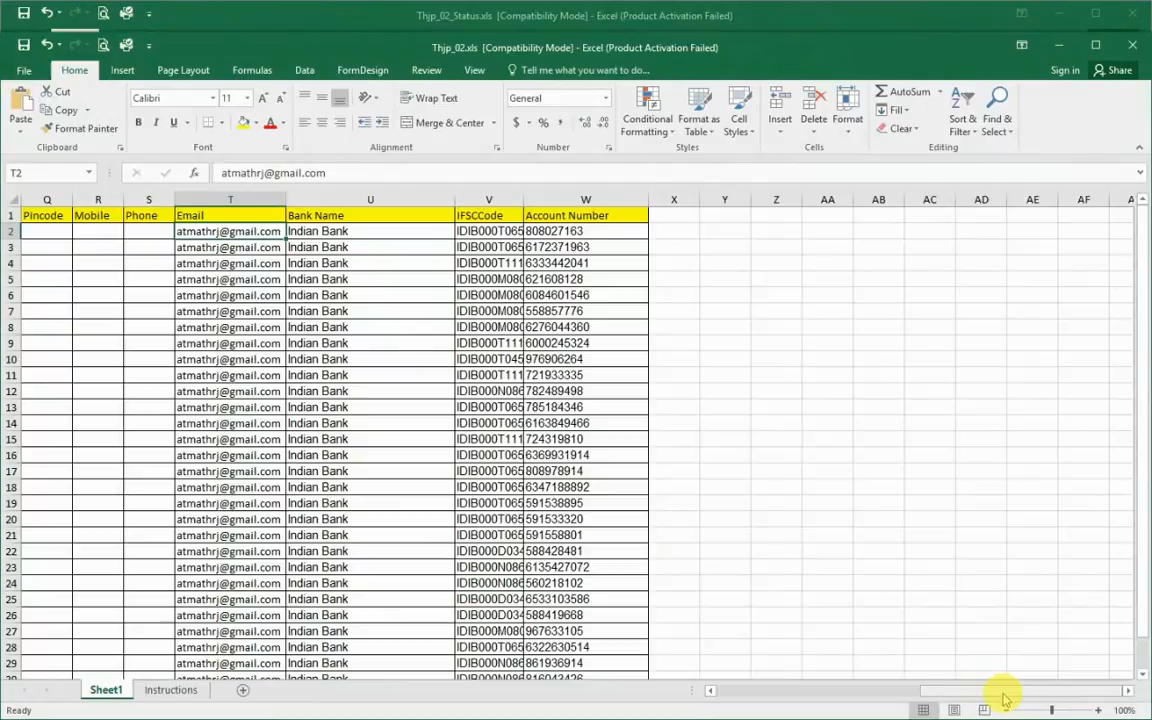 Thjp_02_Status.xls [Compatibility Mode] - Excel (Product Activation Failed)
Thjp_02.xls [Compatibility Mode] - Excel (Product Activation Failed)
File Home Insert Page Layout Formulas Data FormDesign Review View Tell me what you want to do... Sign in Share
Cut
Copy
Format Painter
Paste
Calibri 11
B I U
Wrap Text
Merge & Center
General
$ % ,
Conditional Formatting
Format as Table
Cell Styles
Insert
Delete
Format
AutoSum
Fill
Clear
Sort & Filter
Find & Select
Clipboard Font Alignment Number Styles Cells Editing
T2 fx atmathrj@gmail.com
Q R S T U V W X Y Z AA AB AC AD AE AF
1 Pincode Mobile Phone Email Bank Name IFSCCode Account Number
2 atmathrj@gmail.com Indian Bank IDIB000T065 808027163
3 atmathrj@gmail.com Indian Bank IDIB000T065 6172371963
4 atmathrj@gmail.com Indian Bank IDIB000T111 6333442041
5 atmathrj@gmail.com Indian Bank IDIB000M080 621608128
6 atmathrj@gmail.com Indian Bank IDIB000M080 6084601546
7 atmathrj@gmail.com Indian Bank IDIB000M080 558857776
8 atmathrj@gmail.com Indian Bank IDIB000M080 6276044360
9 atmathrj@gmail.com Indian Bank IDIB000T111 6000245324
10 atmathrj@gmail.com Indian Bank IDIB000T045 976906264
11 atmathrj@gmail.com Indian Bank IDIB000T111 721933335
12 atmathrj@gmail.com Indian Bank IDIB000N086 782489498
13 atmathrj@gmail.com Indian Bank IDIB000T065 785184346
14 atmathrj@gmail.com Indian Bank IDIB000T065 6163849466
15 atmathrj@gmail.com Indian Bank IDIB000T111 724319810
16 atmathrj@gmail.com Indian Bank IDIB000T065 6369931914
17 atmathrj@gmail.com Indian Bank IDIB000T065 808978914
18 atmathrj@gmail.com Indian Bank IDIB000T065 6347188892
19 atmathrj@gmail.com Indian Bank IDIB000T065 591538895
20 atmathrj@gmail.com Indian Bank IDIB000T065 591533320
21 atmathrj@gmail.com Indian Bank IDIB000T065 591558801
22 atmathrj@gmail.com Indian Bank IDIB000D034 588428481
23 atmathrj@gmail.com Indian Bank IDIB000N086 6135427072
24 atmathrj@gmail.com Indian Bank IDIB000N086 560218102
25 atmathrj@gmail.com Indian Bank IDIB000D034 6533103586
26 atmathrj@gmail.com Indian Bank IDIB000D034 588419668
27 atmathrj@gmail.com Indian Bank IDIB000M080 967633105
28 atmathrj@gmail.com Indian Bank IDIB000T065 6322630514
29 atmathrj@gmail.com Indian Bank IDIB000N086 861936914
Sheet1 Instructions
Ready 100%